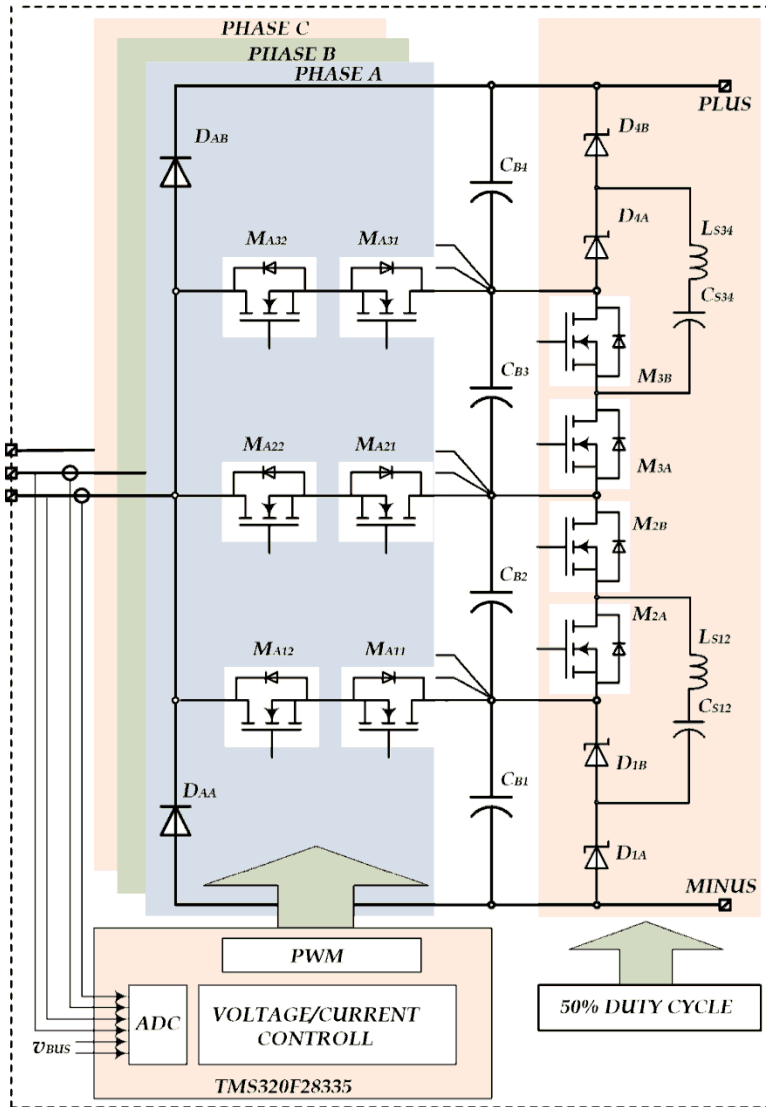 PHASE C
PHASE B
PHASE A
PLUS
DAB
D4B
CB4
MA32
MA31
D4A
LS34
CS34
CB3
M3B
MA22
MA21
M3A
M2B
CB2
M2A
MA12
MA11
LS12
CS12
D1B
DAA
CB1
D1A
MINUS
PWM
ADC
VOLTAGE/CURRENT
CONTROLL
50% DUTY CYCLE
vBUS
TMS320F28335